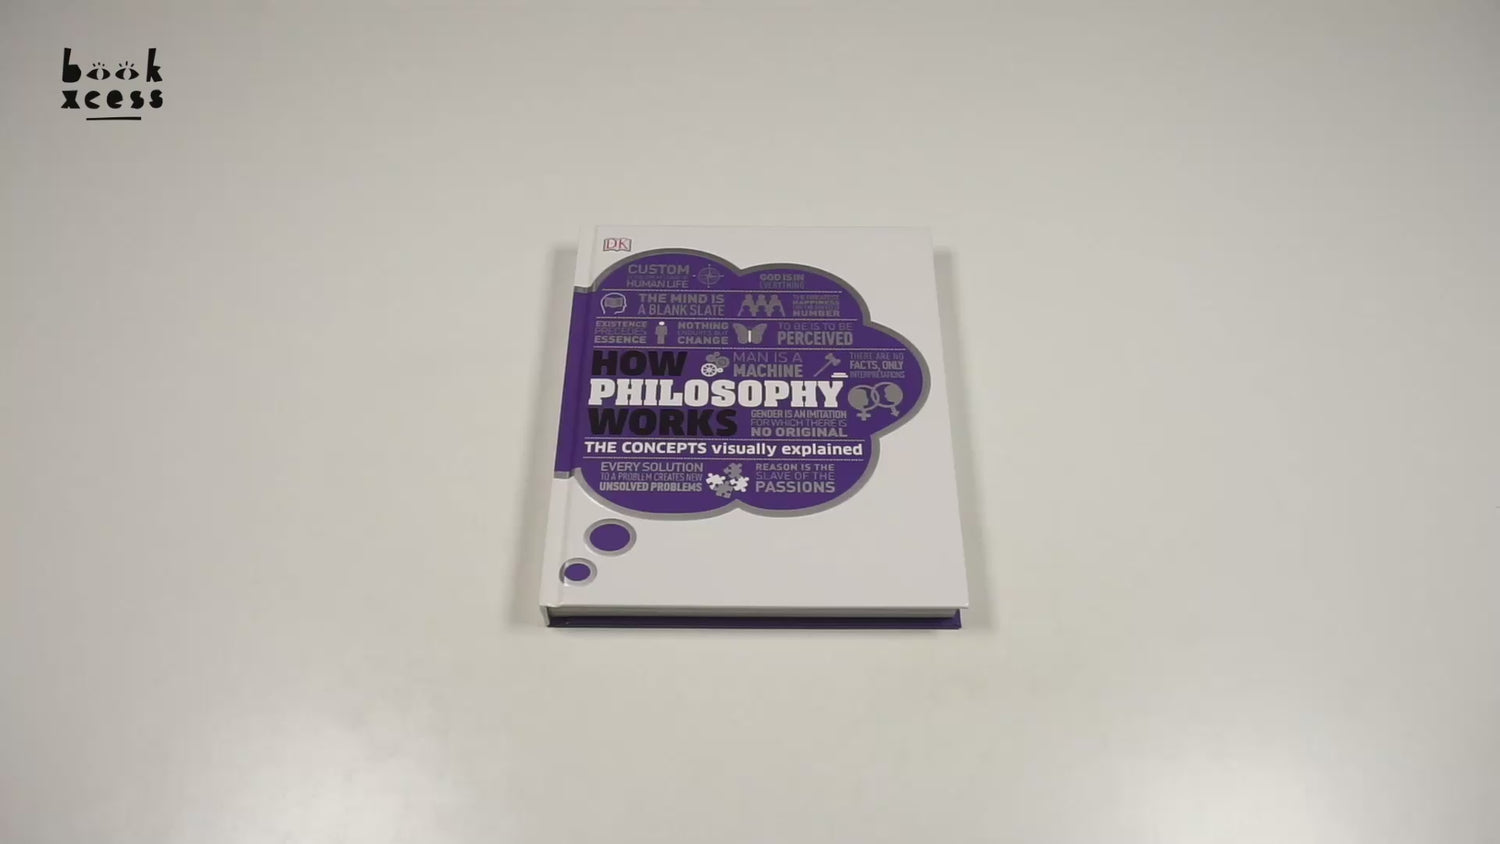 book
xcess
DK
CUSTOM
HUMAN LIFE
GOD IS IN
EVERYTHING
THE MIND IS
A BLANK SLATE
HAPPINESS
NUMBER
EXISTENCE
PRECEDES
ESSENCE
NOTHING
ENDURES BUT
CHANGE
TO BE IS TO BE
PERCEIVED
HOW
PHILOSOPHY
WORKS
MAN IS A
MACHINE
THERE ARE NO
FACTS, ONLY
INTERPRETATIONS
GENDER IS AN IMITATION
FOR WHICH THERE IS
NO ORIGINAL
THE CONCEPTS visually explained
EVERY SOLUTION
TO A PROBLEM CREATES NEW
UNSOLVED PROBLEMS
REASON IS THE
SLAVE OF THE
PASSIONS